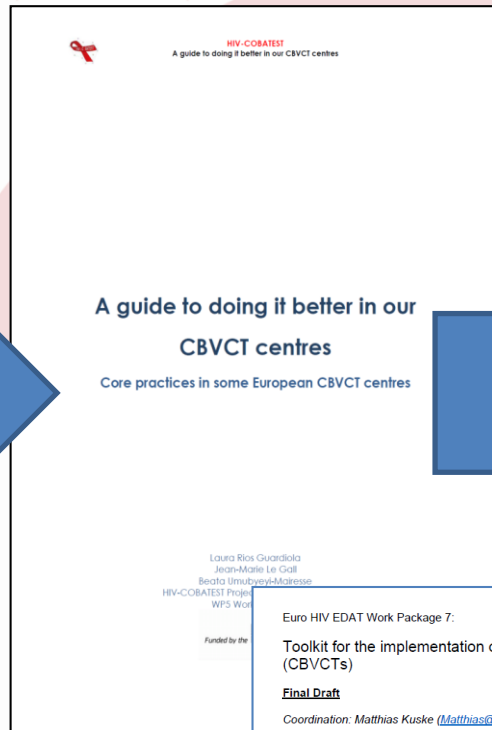 HIV-COBATEST
A guide to doing it better in our CBVCT centres
A guide to doing it better in our
CBVCT centres
Core practices in some European CBVCT centres
Laura Rios Guardiola
Jean-Marie Le Gall
Beata Umubyeyi-Mairesse
HIV-COBATEST Projec
WP5 Wor
Funded by the
Euro HIV EDAT Work Package 7:
Toolkit for the implementation
(CBVCTs)
Final Draft
Coordination: Matthias Kuske (Matthias@